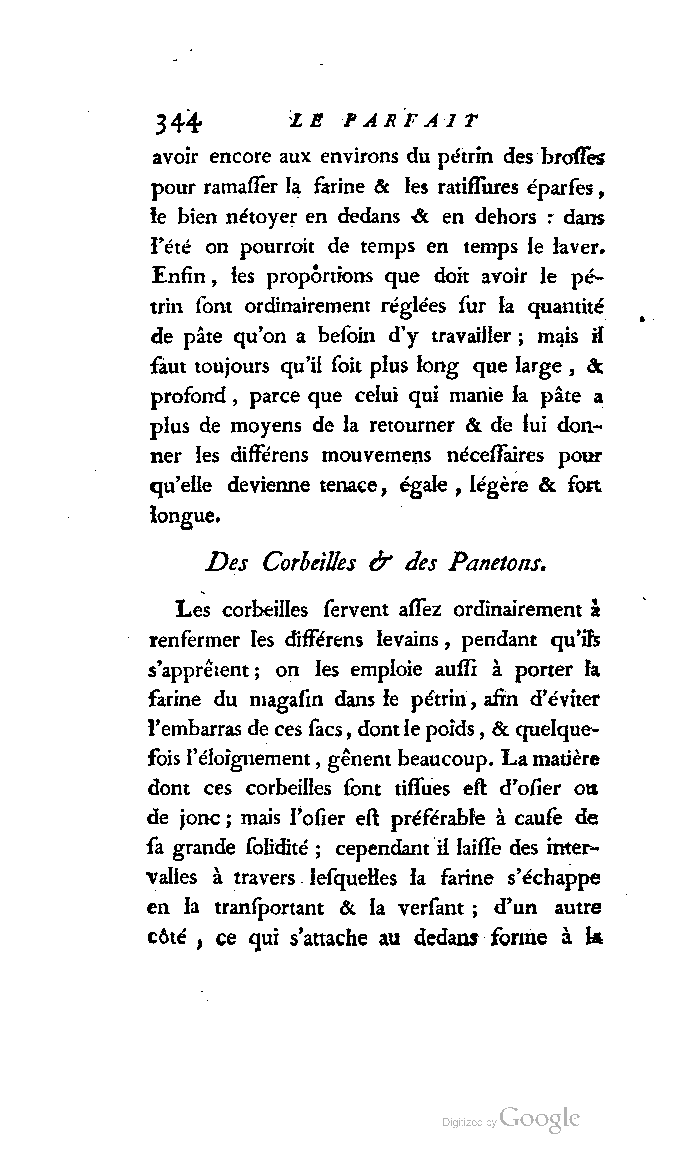 344 LE PARFAIT
avoir encore aux environs du pétrin des broſſes
pour ramaſſer la farine & les ratiſſures éparſes,
le bien nétoyer en dedans & en dehors : dans
l'été on pourroit de temps en temps le laver.
Enfin, les proportions que doit avoir le pé-
trin ſont ordinairement réglées ſur la quantité
de pâte qu'on a beſoin d'y travailler ; mais il
faut toujours qu'il ſoit plus long que large, &
profond, parce que celui qui manie la pâte a
plus de moyens de la retourner & de lui don-
ner les différens mouvemens néceſſaires pour
qu'elle devienne tenace, égale, légère & fort
longue.
Des Corbeilles & des Panetons.
Les corbeilles ſervent aſſez ordinairement à
renfermer les différens levains, pendant qu'ils
s'apprêtent ; on les emploie auſſi à porter la
farine du magaſin dans le pétrin, afin d'éviter
l'embarras de ces ſacs, dont le poids, & quelque-
fois l'éloignement, gênent beaucoup. La matière
dont ces corbeilles ſont tiſſues eſt d'oſier ou
de jonc ; mais l'oſier eſt préférable à cauſe de
ſa grande ſolidité ; cependant il laiſſe des inter-
valles à travers leſquelles la farine s'échappe
en la tranſportant & la verſant ; d'un autre
côté, ce qui s'attache au dedans forme à la
Digitized by Google